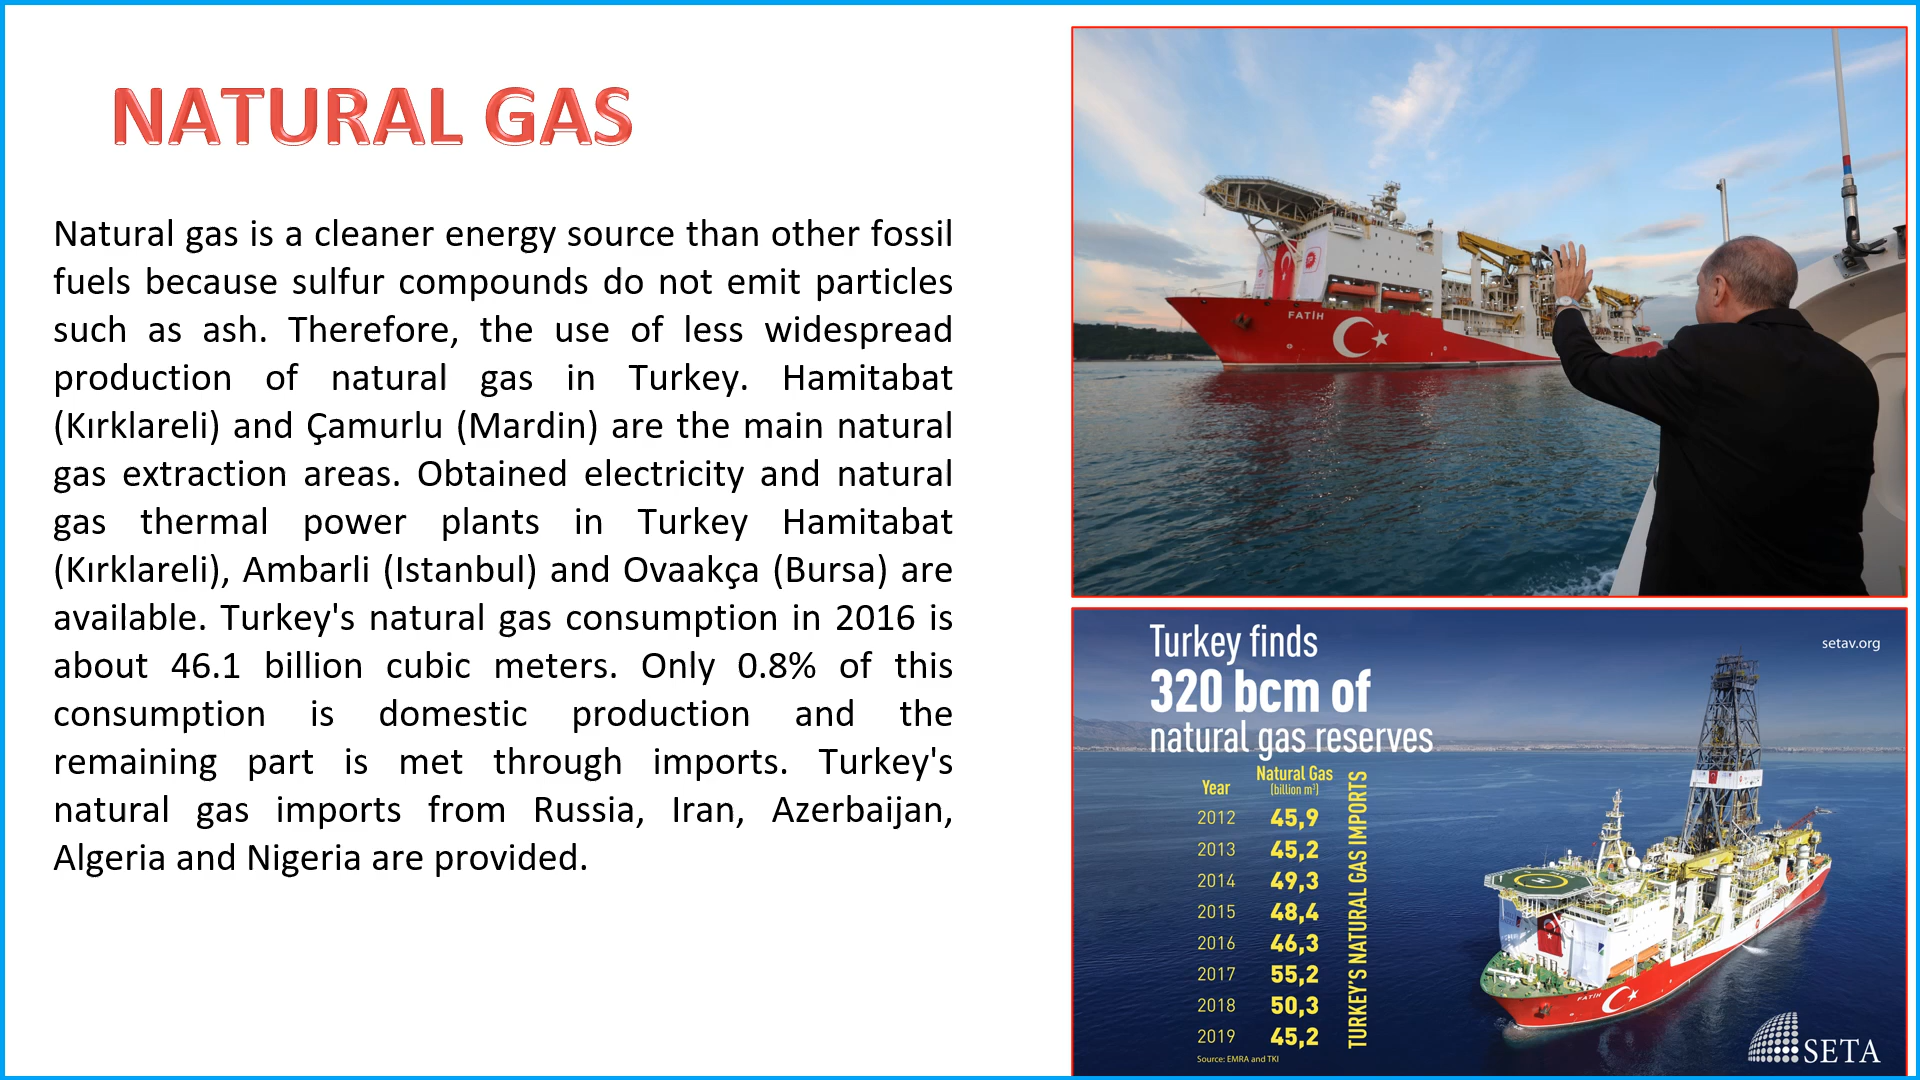 NATURAL GAS
Natural gas is a cleaner energy source than other fossil
fuels because sulfur compounds do not emit particles
such as ash. Therefore, the use of less widespread
production of natural gas in Turkey. Hamitabat
(Kırklareli) and Çamurlu (Mardin) are the main natural
gas extraction areas. Obtained electricity and natural
gas thermal power plants in Turkey Hamitabat
(Kırklareli), Ambarli (Istanbul) and Ovaakça (Bursa) are
available. Turkey's natural gas consumption in 2016 is
about 46.1 billion cubic meters. Only 0.8% of this
consumption is domestic production and the
remaining part is met through imports. Turkey's
natural gas imports from Russia, Iran, Azerbaijan,
Algeria and Nigeria are provided.
FATİH
Turkey finds
320 bcm of
natural gas reserves
setav.org
Year Natural Gas (billion m³)
2012 45,9
2013 45,2
2014 49,3
2015 48,4
2016 46,3
2017 55,2
2018 50,3
2019 45,2
TURKEY'S NATURAL GAS IMPORTS
Source: EMRA and TKI
FATİH
H
SETA